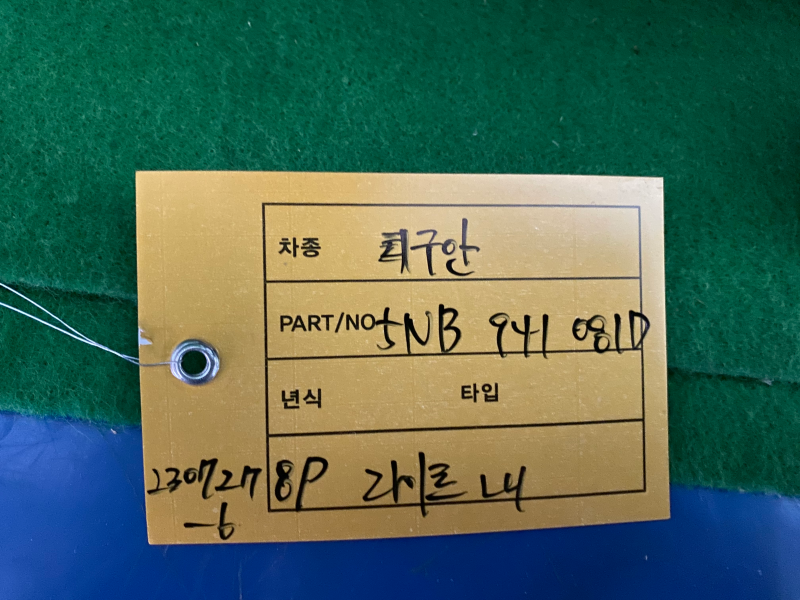 차종 티구안
PART/NO 5NB 941 081D
년식 타입
230727 8P 라이트 LH
-6